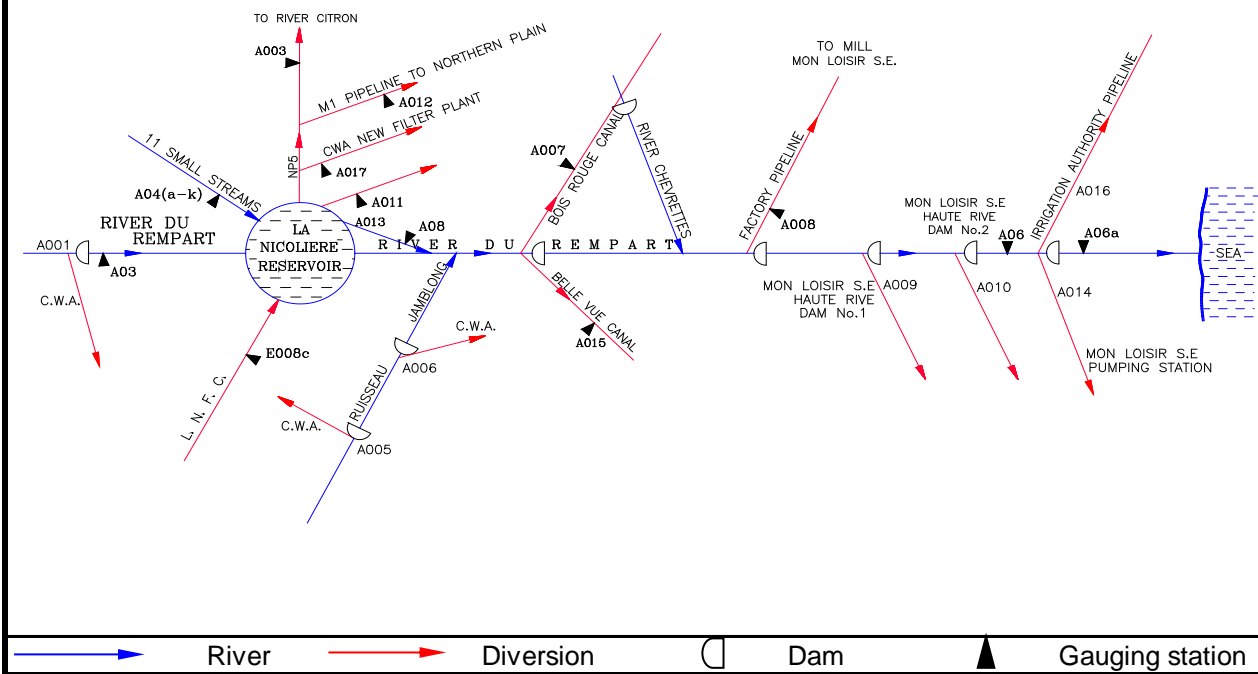 TO RIVER CITRON
A003
M1 PIPELINE TO NORTHERN PLAIN
A012
CWA NEW FILTER PLANT
A017
NP5
A011
A013
A08
11 SMALL STREAMS
A04(a-k)
RIVER DU
REMPART
A001
A03
C.W.A.
LA
NICOLIERE
RESERVOIR
L. N. F. C.
E008c
RIVER DU REMPART
JAMBLONG
RUISSEAU
C.W.A.
A006
C.W.A.
A005
A007
BOIS ROUGE CANAL
RIVER CHEVRETTES
BELLE VUE CANAL
A015
TO MILL
MON LOISIR S.E.
FACTORY PIPELINE
A008
MON LOISIR S.E
HAUTE RIVE
DAM No.1
A009
MON LOISIR S.E
HAUTE RIVE
DAM No.2
A010
A06
IRRIGATION AUTHORITY PIPELINE
A016
A06a
A014
MON LOISIR S.E
PUMPING STATION
SEA
River
Diversion
Dam
Gauging station